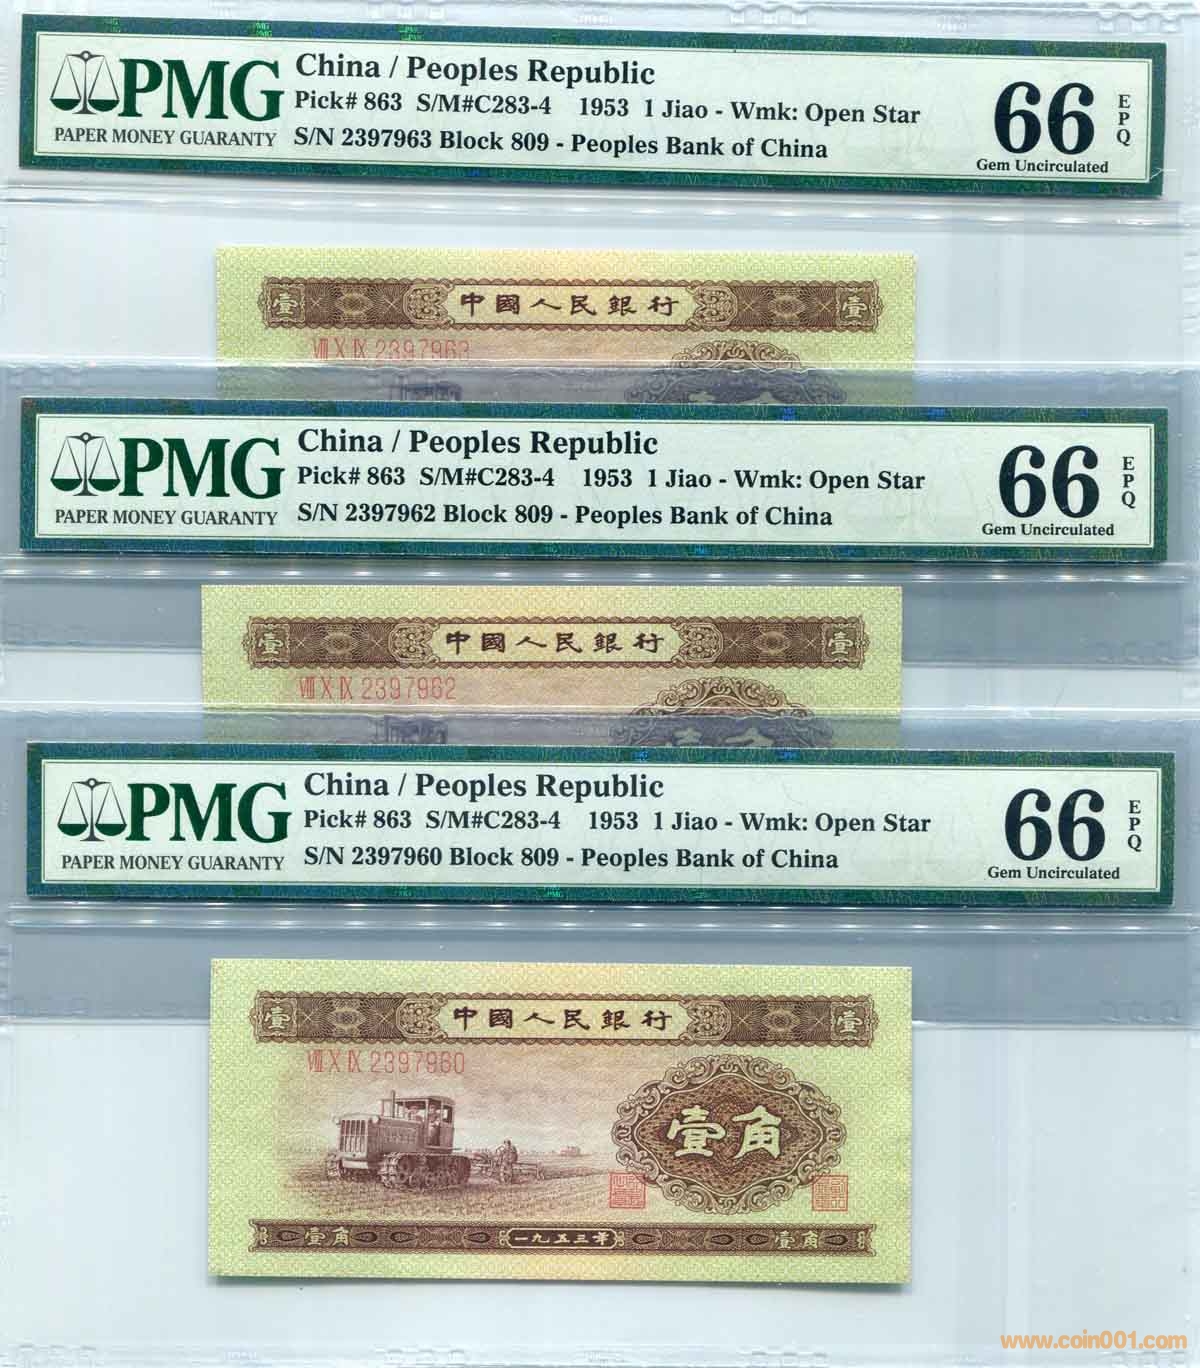 PMG
PAPER MONEY GUARANTY
China / Peoples Republic
Pick# 863 S/M#C283-4 1953 1 Jiao - Wmk: Open Star
S/N 2397963 Block 809 - Peoples Bank of China
66
EPQ
Gem Uncirculated
壹 中國人民銀行 壹
VIII X IX 2397963
PMG
PAPER MONEY GUARANTY
China / Peoples Republic
Pick# 863 S/M#C283-4 1953 1 Jiao - Wmk: Open Star
S/N 2397962 Block 809 - Peoples Bank of China
66
EPQ
Gem Uncirculated
壹 中國人民銀行 壹
VIII X IX 2397962
PMG
PAPER MONEY GUARANTY
China / Peoples Republic
Pick# 863 S/M#C283-4 1953 1 Jiao - Wmk: Open Star
S/N 2397960 Block 809 - Peoples Bank of China
66
EPQ
Gem Uncirculated
壹 中國人民銀行 壹
VIII X IX 2397960
壹角
壹角 一九五三年 壹角
www.coin001.com